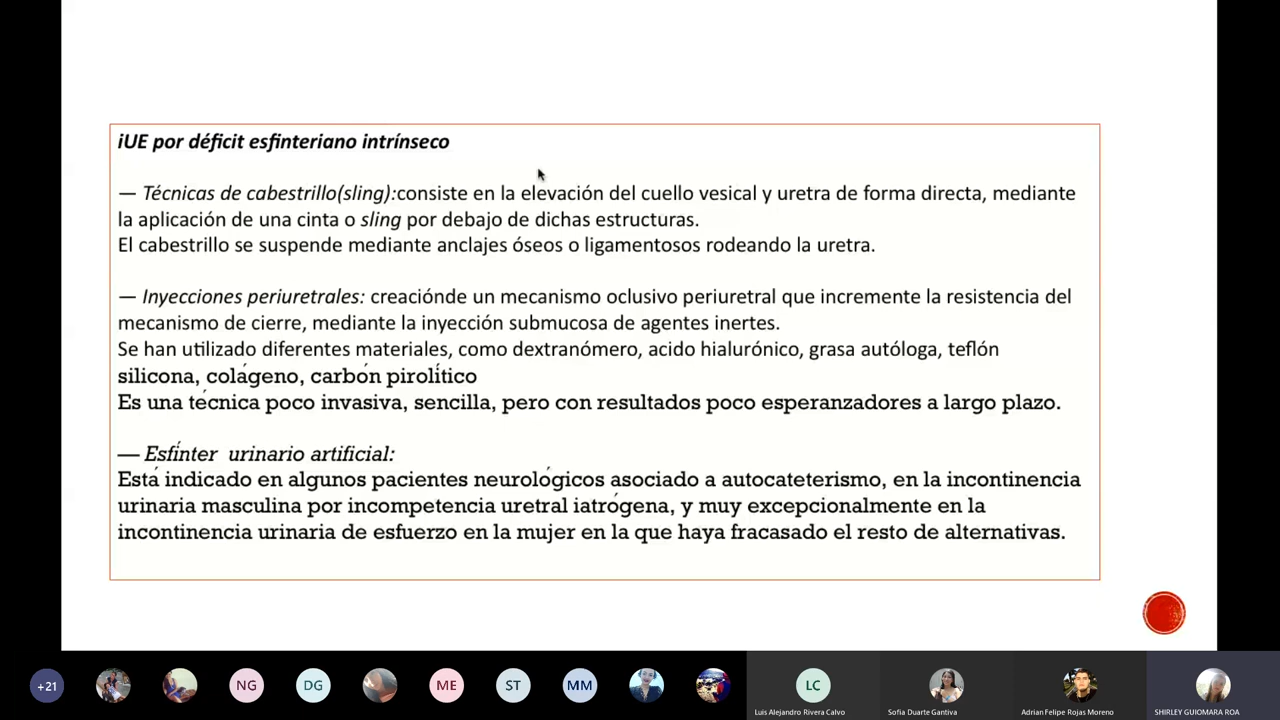 iUE por déficit esfinteriano intrínseco
— Técnicas de cabestrillo(sling):consiste en la elevación del cuello vesical y uretra de forma directa, mediante
la aplicación de una cinta o sling por debajo de dichas estructuras.
El cabestrillo se suspende mediante anclajes óseos o ligamentosos rodeando la uretra.
— Inyecciones periuretrales: creaciónde un mecanismo oclusivo periuretral que incremente la resistencia del
mecanismo de cierre, mediante la inyección submucosa de agentes inertes.
Se han utilizado diferentes materiales, como dextranómero, acido hialurónico, grasa autóloga, teflón
silicona, colágeno, carbón pirolítico
Es una técnica poco invasiva, sencilla, pero con resultados poco esperanzadores a largo plazo.
— Esfínter urinario artificial:
Está indicado en algunos pacientes neurológicos asociado a autocateterismo, en la incontinencia
urinaria masculina por incompetencia uretral iatrógena, y muy excepcionalmente en la
incontinencia urinaria de esfuerzo en la mujer en la que haya fracasado el resto de alternativas.
+21 NG DG ME ST MM LC
Luis Alejandro Rivera Calvo Sofia Duarte Gantiva Adrian Felipe Rojas Moreno SHIRLEY GUIOMARA ROA